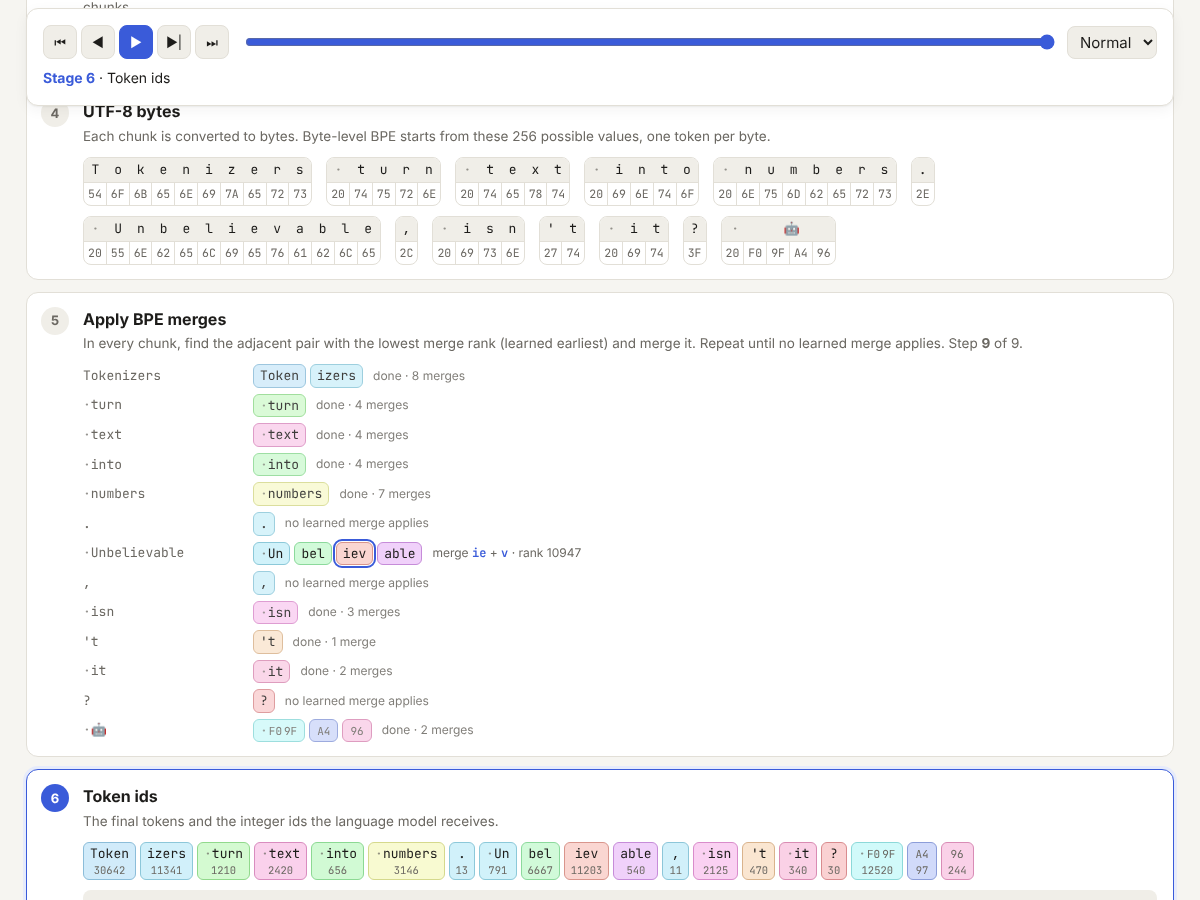 chunks.
Normal
Stage 6 · Token ids
4 UTF-8 bytes
Each chunk is converted to bytes. Byte-level BPE starts from these 256 possible values, one token per byte.
T o k e n i z e r s · t u r n · t e x t · i n t o · n u m b e r s .
54 6F 6B 65 6E 69 7A 65 72 73 20 74 75 72 6E 20 74 65 78 74 20 69 6E 74 6F 20 6E 75 6D 62 65 72 73 2E
· U n b e l i e v a b l e , · i s n ' t · i t ? · 🤖
20 55 6E 62 65 6C 69 65 76 61 62 6C 65 2C 20 69 73 6E 27 74 20 69 74 3F 20 F0 9F A4 96
5 Apply BPE merges
In every chunk, find the adjacent pair with the lowest merge rank (learned earliest) and merge it. Repeat until no learned merge applies. Step 9 of 9.
Tokenizers Token izers done · 8 merges
·turn ·turn done · 4 merges
·text ·text done · 4 merges
·into ·into done · 4 merges
·numbers ·numbers done · 7 merges
. . no learned merge applies
·Unbelievable ·Un bel iev able merge ie + v · rank 10947
, , no learned merge applies
·isn ·isn done · 3 merges
't 't done · 1 merge
·it ·it done · 2 merges
? ? no learned merge applies
·🤖 ·F0 9F A4 96 done · 2 merges
6 Token ids
The final tokens and the integer ids the language model receives.
Token izers ·turn ·text ·into ·numbers . ·Un bel iev able , ·isn 't ·it ? ·F0 9F A4 96
30642 11341 1210 2420 656 3146 13 791 6667 11203 540 11 2125 470 340 30 12520 97 244